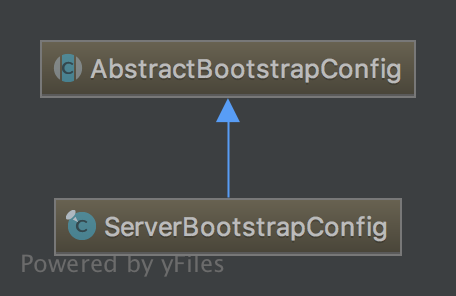 AbstractBootstrapConfig
ServerBootstrapConfig
Powered by yFiles